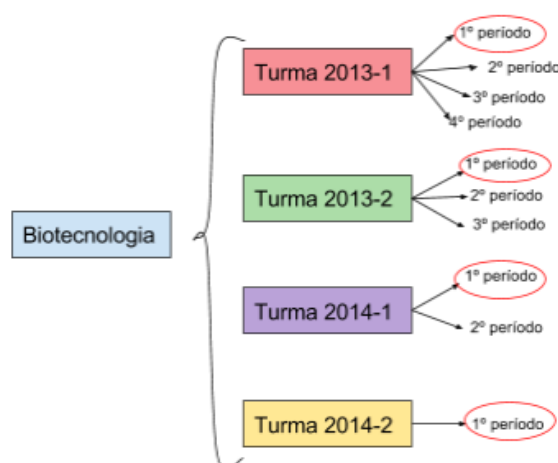 Biotecnologia
Turma 2013-1
1º período
2º período
3º período
4º período
Turma 2013-2
1º período
2º período
3º período
Turma 2014-1
1º período
2º período
Turma 2014-2
1º período